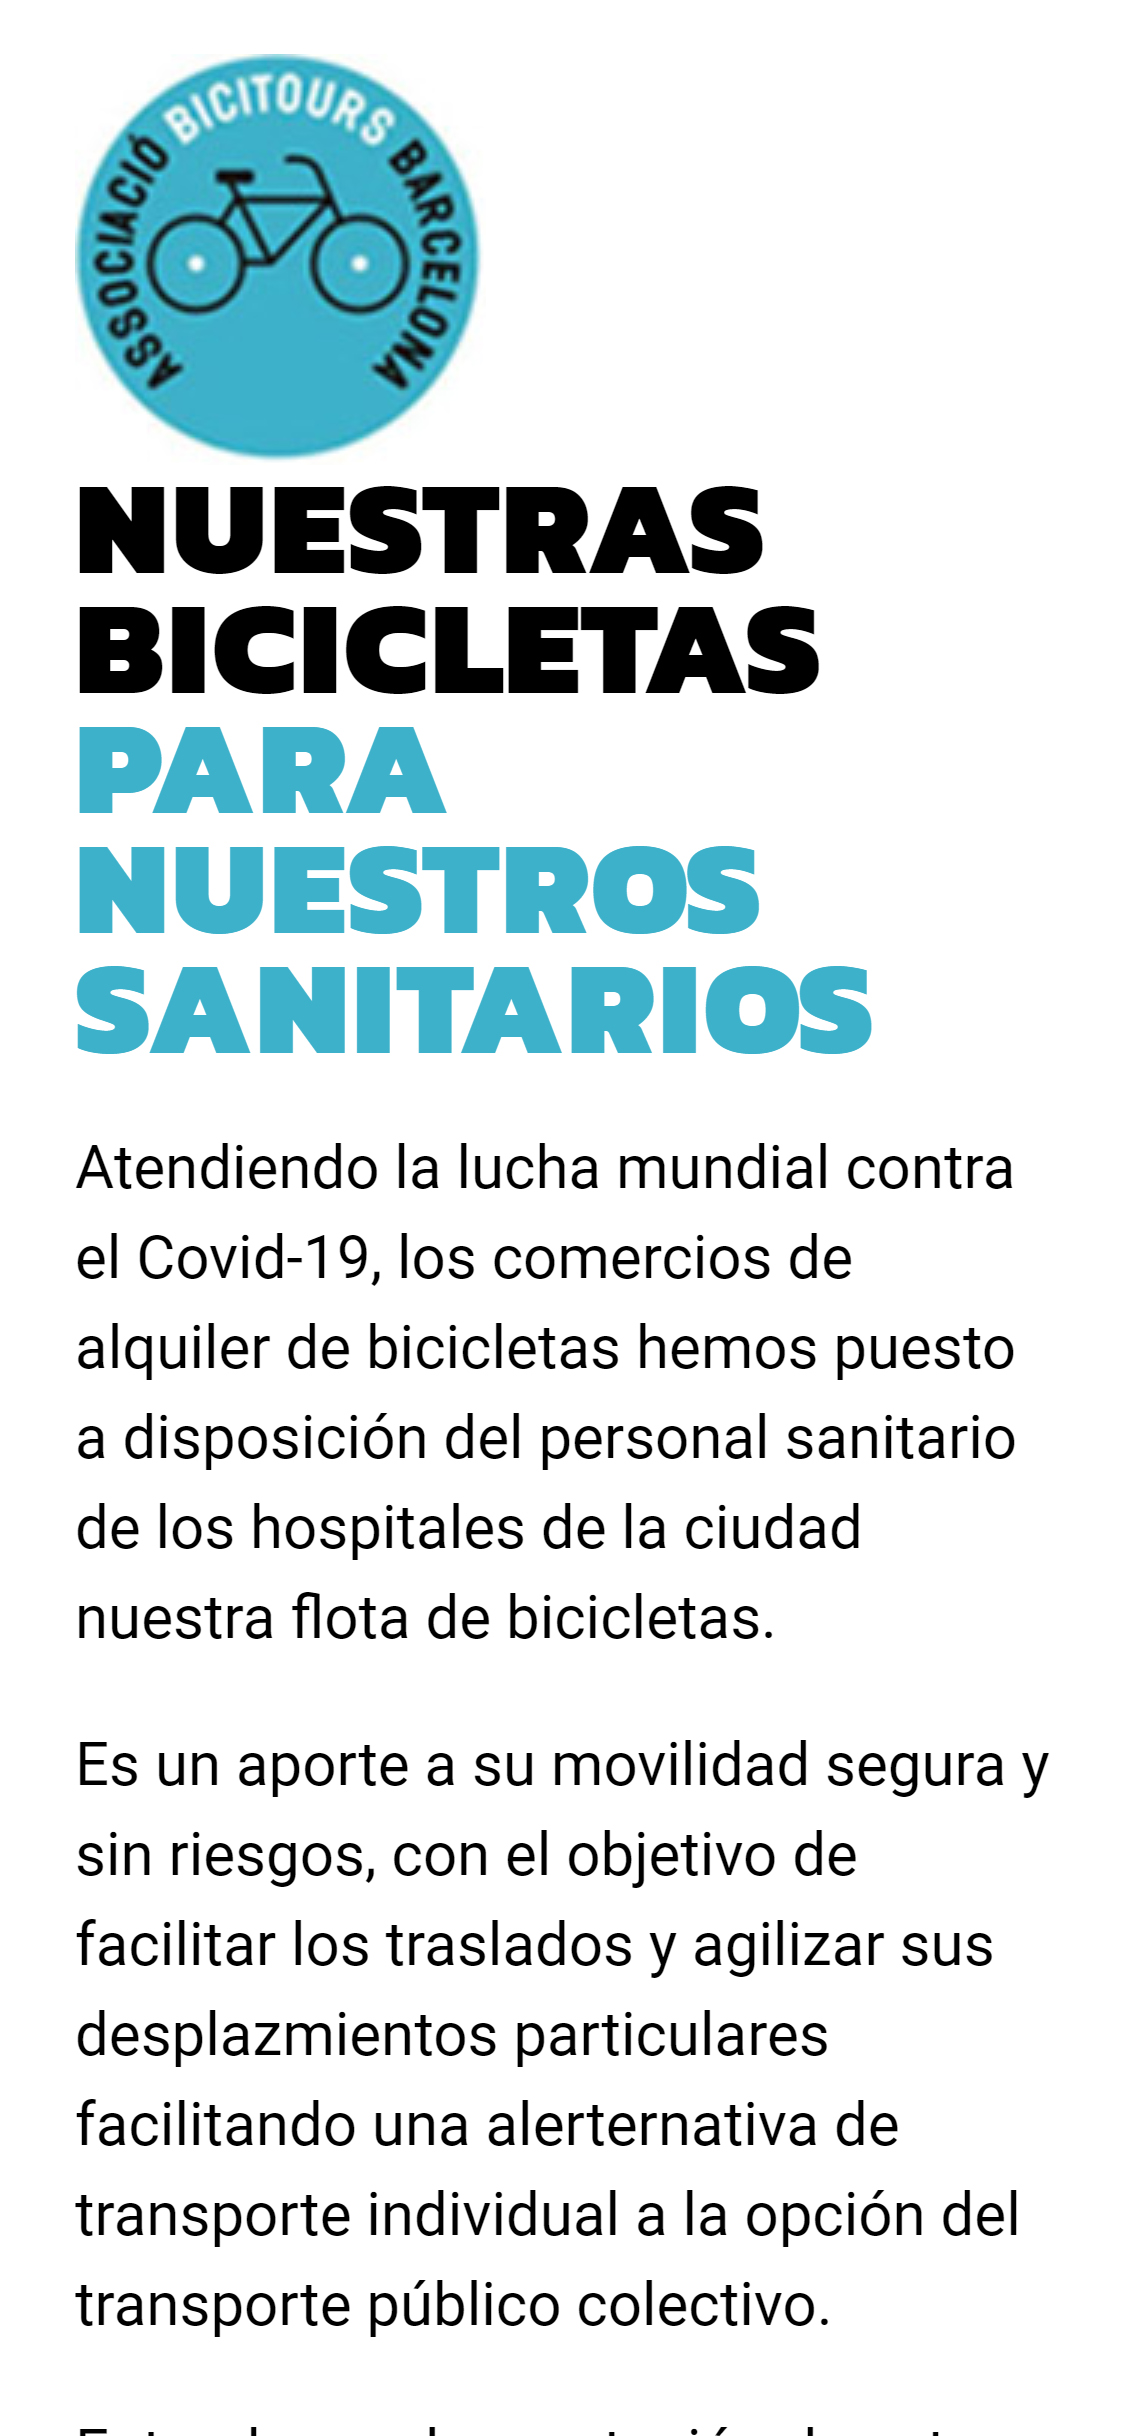 ASSOCIACIÓ BICITOURS BARCELONA
NUESTRAS
BICICLETAS
PARA
NUESTROS
SANITARIOS
Atendiendo la lucha mundial contra
el Covid-19, los comercios de
alquiler de bicicletas hemos puesto
a disposición del personal sanitario
de los hospitales de la ciudad
nuestra flota de bicicletas.
Es un aporte a su movilidad segura y
sin riesgos, con el objetivo de
facilitar los traslados y agilizar sus
desplazmientos particulares
facilitando una alerternativa de
transporte individual a la opción del
transporte público colectivo.